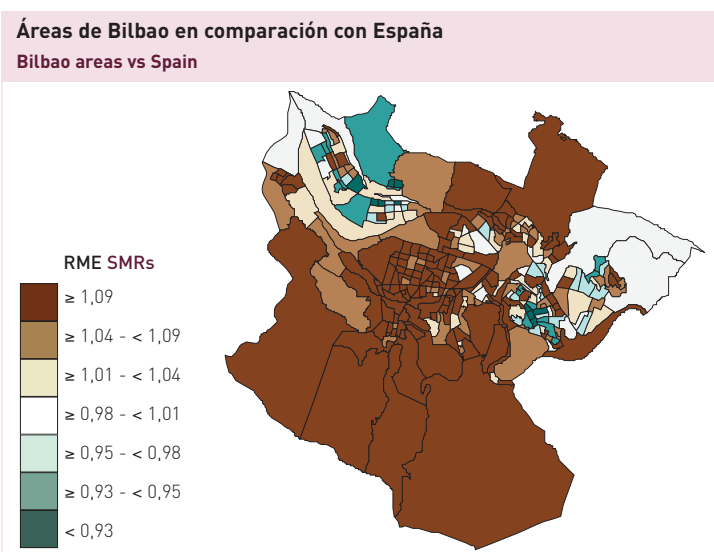 Áreas de Bilbao en comparación con España
Bilbao areas vs Spain
RME SMRs
≥ 1,09
≥ 1,04 - < 1,09
≥ 1,01 - < 1,04
≥ 0,98 - < 1,01
≥ 0,95 - < 0,98
≥ 0,93 - < 0,95
< 0,93